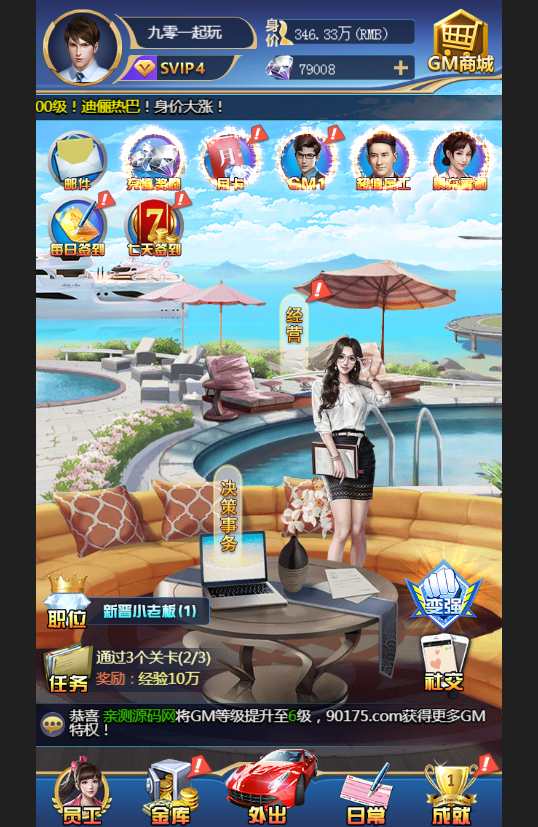 九零一起玩
身价
346.33万(RMB)
SVIP4
79008
GM商城
00级！迪俪热巴！身价大涨！
邮件
充值奖励
月卡
GM1
超值员工
每日签到
七天签到
经营
决策事务
职位
新晋小老板(1)
变强
任务
通过3个关卡(2/3)
奖励：经验10万
社交
恭喜 亲测源码网将GM等级提升至6级，90175.com获得更多GM
特权！
员工
金库
外出
日常
成就